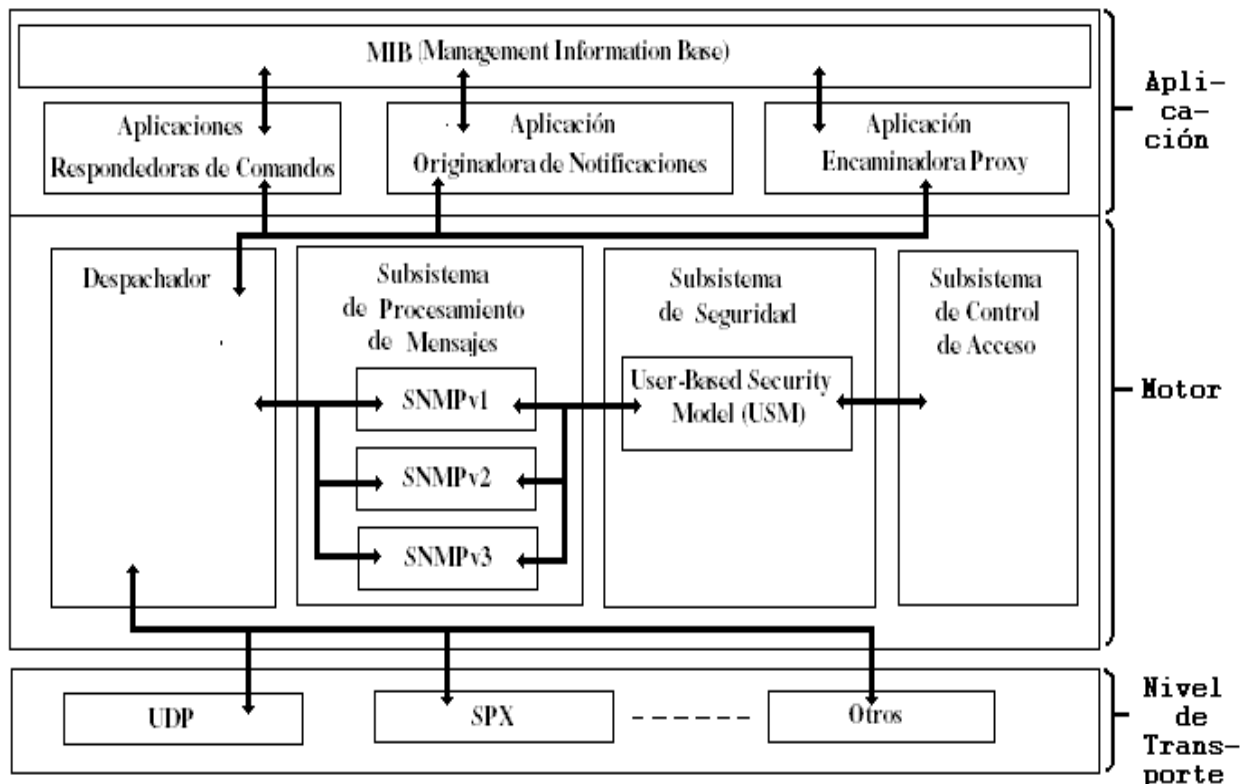 MIB (Management Information Base)
Aplicaciones
Respondedoras de Comandos
Aplicación
Originadora de Notificaciones
Aplicación
Encaminadora Proxy
Apli-
ca-
ción
Despachador
Subsistema
de Procesamiento
de Mensajes
SNMPv1
SNMPv2
SNMPv3
Subsistema
de Seguridad
User-Based Security
Model (USM)
Subsistema
de Control
de Acceso
Motor
UDP
SPX
Otros
Nivel
de
Trans-
porte